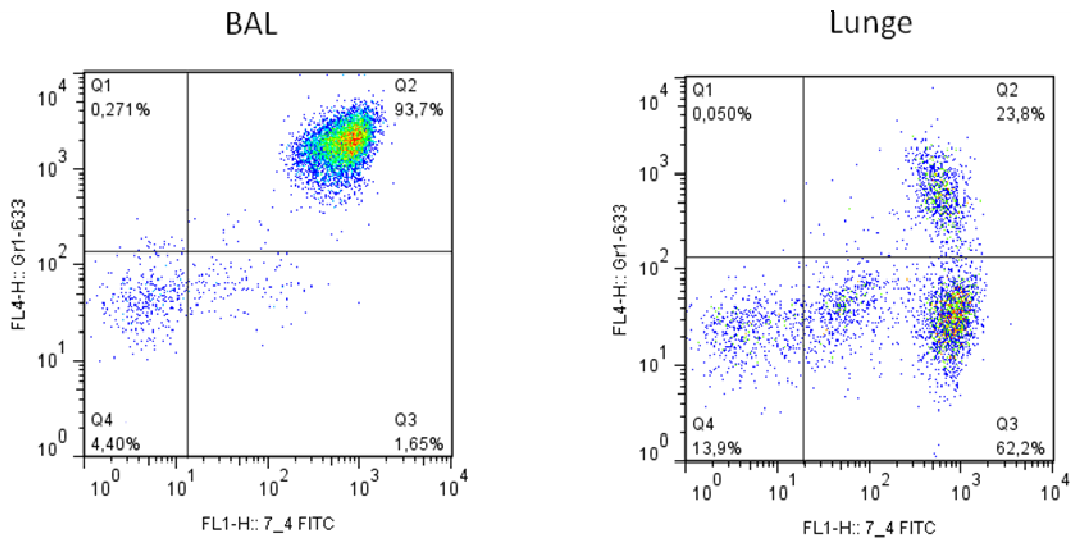 BAL
Q1
0,271%
Q2
93,7%
10^4
10^3
10^2
10^1
10^0
FL4-H:: Gr1-633
Q4
4,40%
Q3
1,65%
10^0 10^1 10^2 10^3 10^4
FL1-H:: 7_4 FITC
Lunge
Q1
0,050%
Q2
23,8%
10^4
10^3
10^2
10^1
10^0
FL4-H:: Gr1-633
Q4
13,9%
Q3
62,2%
10^0 10^1 10^2 10^3 10^4
FL1-H:: 7_4 FITC